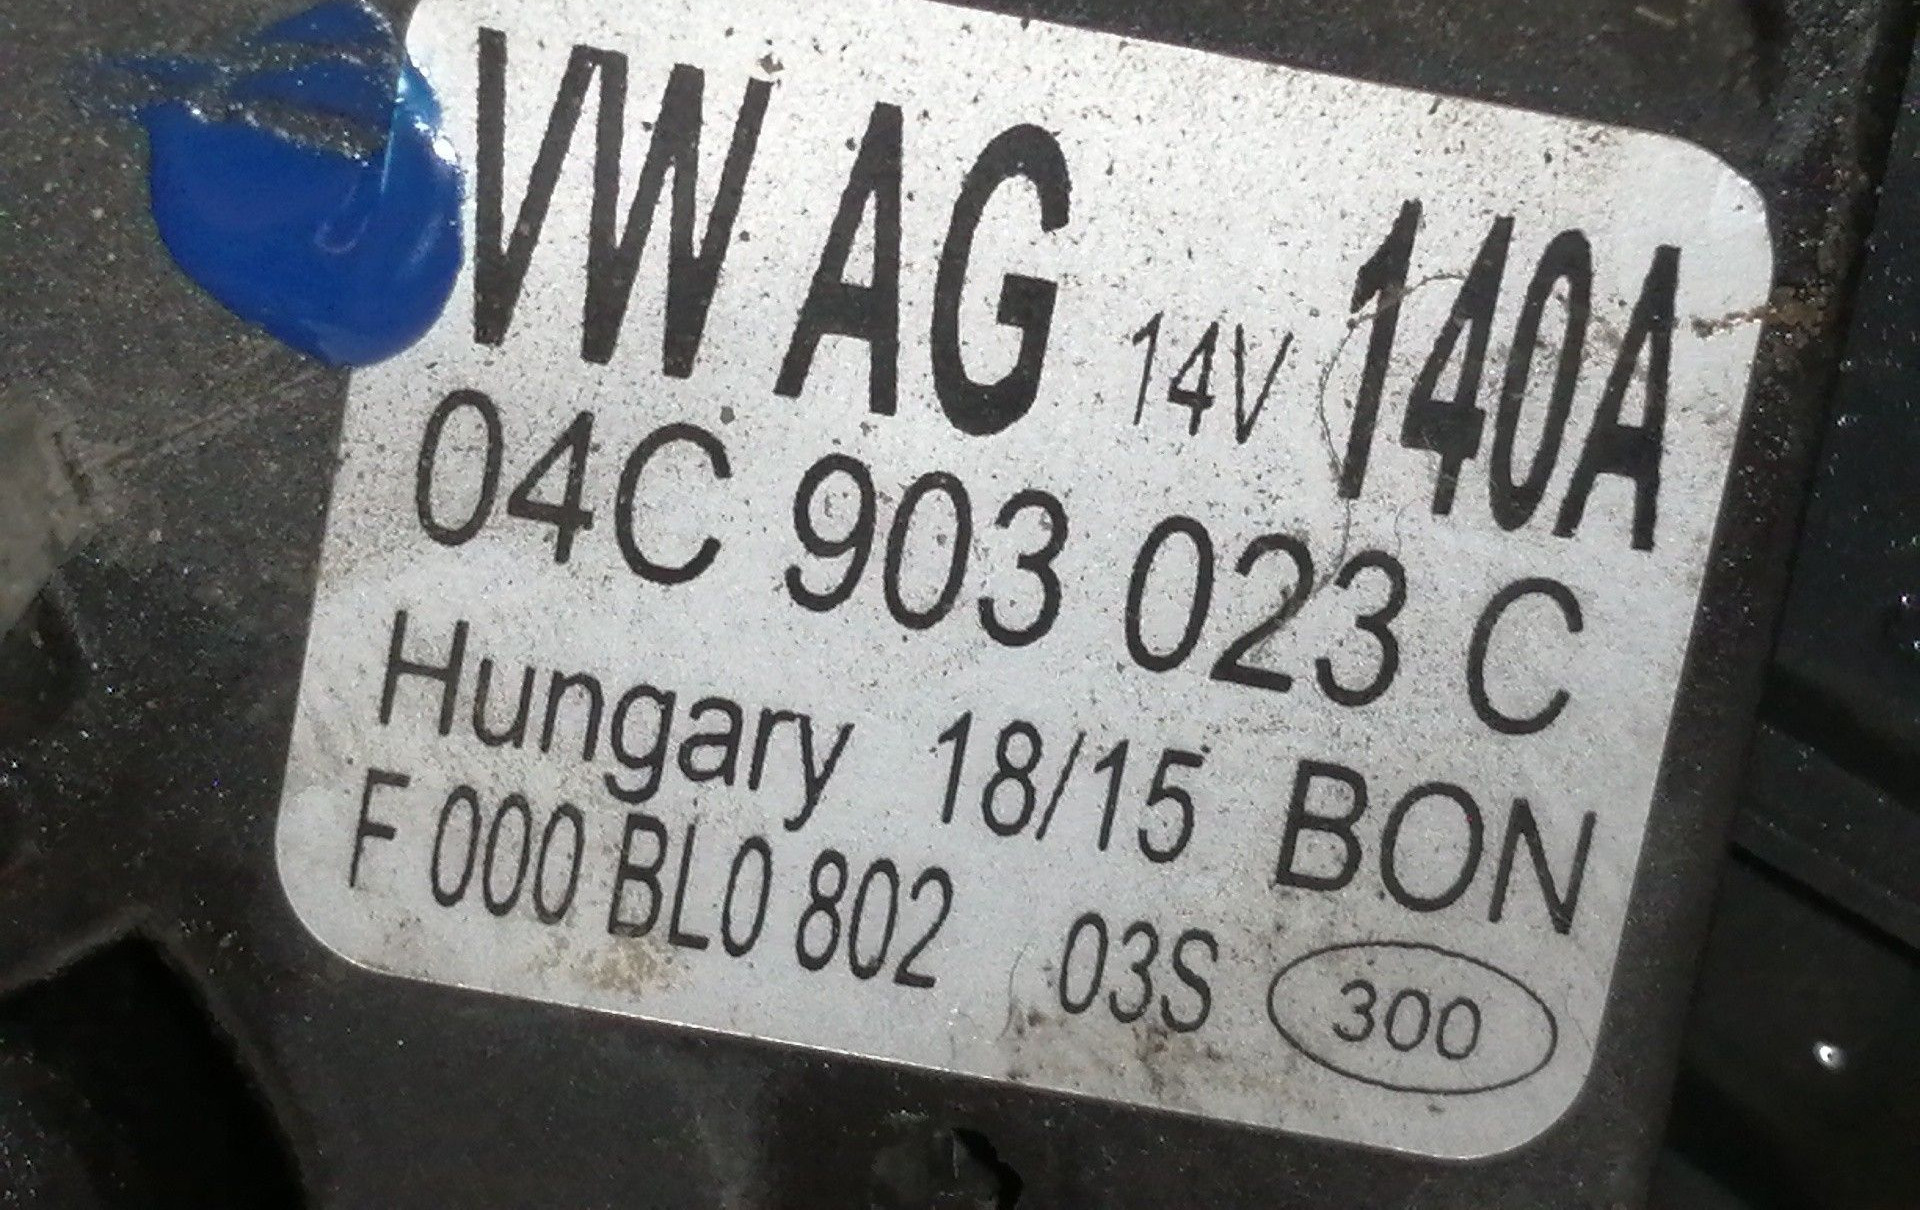 VW AG 14V 140A
04C 903 023 C
Hungary 18/15 BON
F 000 BL0 802 03S 300